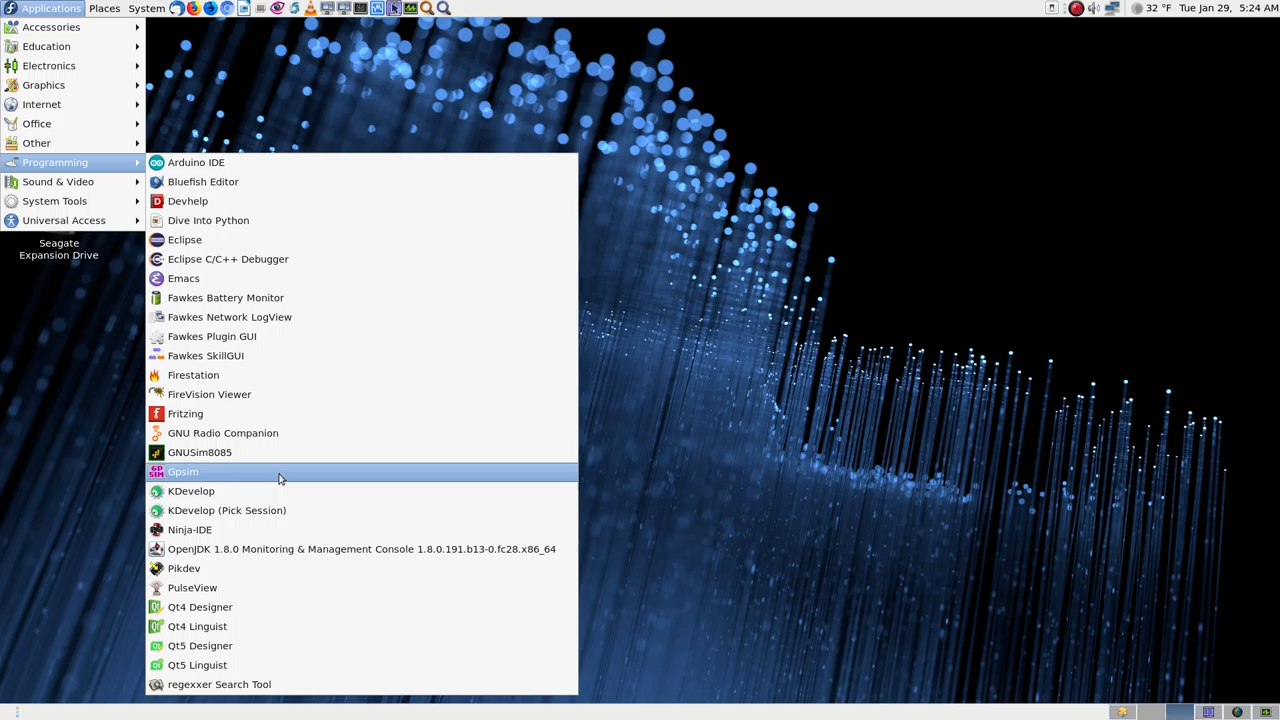 Applications Places System 32 °F Tue Jan 29, 5:24 AM
Accessories
Education
Electronics
Graphics
Internet
Office
Other
Programming
Sound & Video
System Tools
Universal Access
Seagate
Expansion Drive
Arduino IDE
Bluefish Editor
Devhelp
Dive Into Python
Eclipse
Eclipse C/C++ Debugger
Emacs
Fawkes Battery Monitor
Fawkes Network LogView
Fawkes Plugin GUI
Fawkes SkillGUI
Firestation
FireVision Viewer
Fritzing
GNU Radio Companion
GNUSim8085
Gpsim
KDevelop
KDevelop (Pick Session)
Ninja-IDE
OpenJDK 1.8.0 Monitoring & Management Console 1.8.0.191.b13-0.fc28.x86_64
Pikdev
PulseView
Qt4 Designer
Qt4 Linguist
Qt5 Designer
Qt5 Linguist
regexxer Search Tool